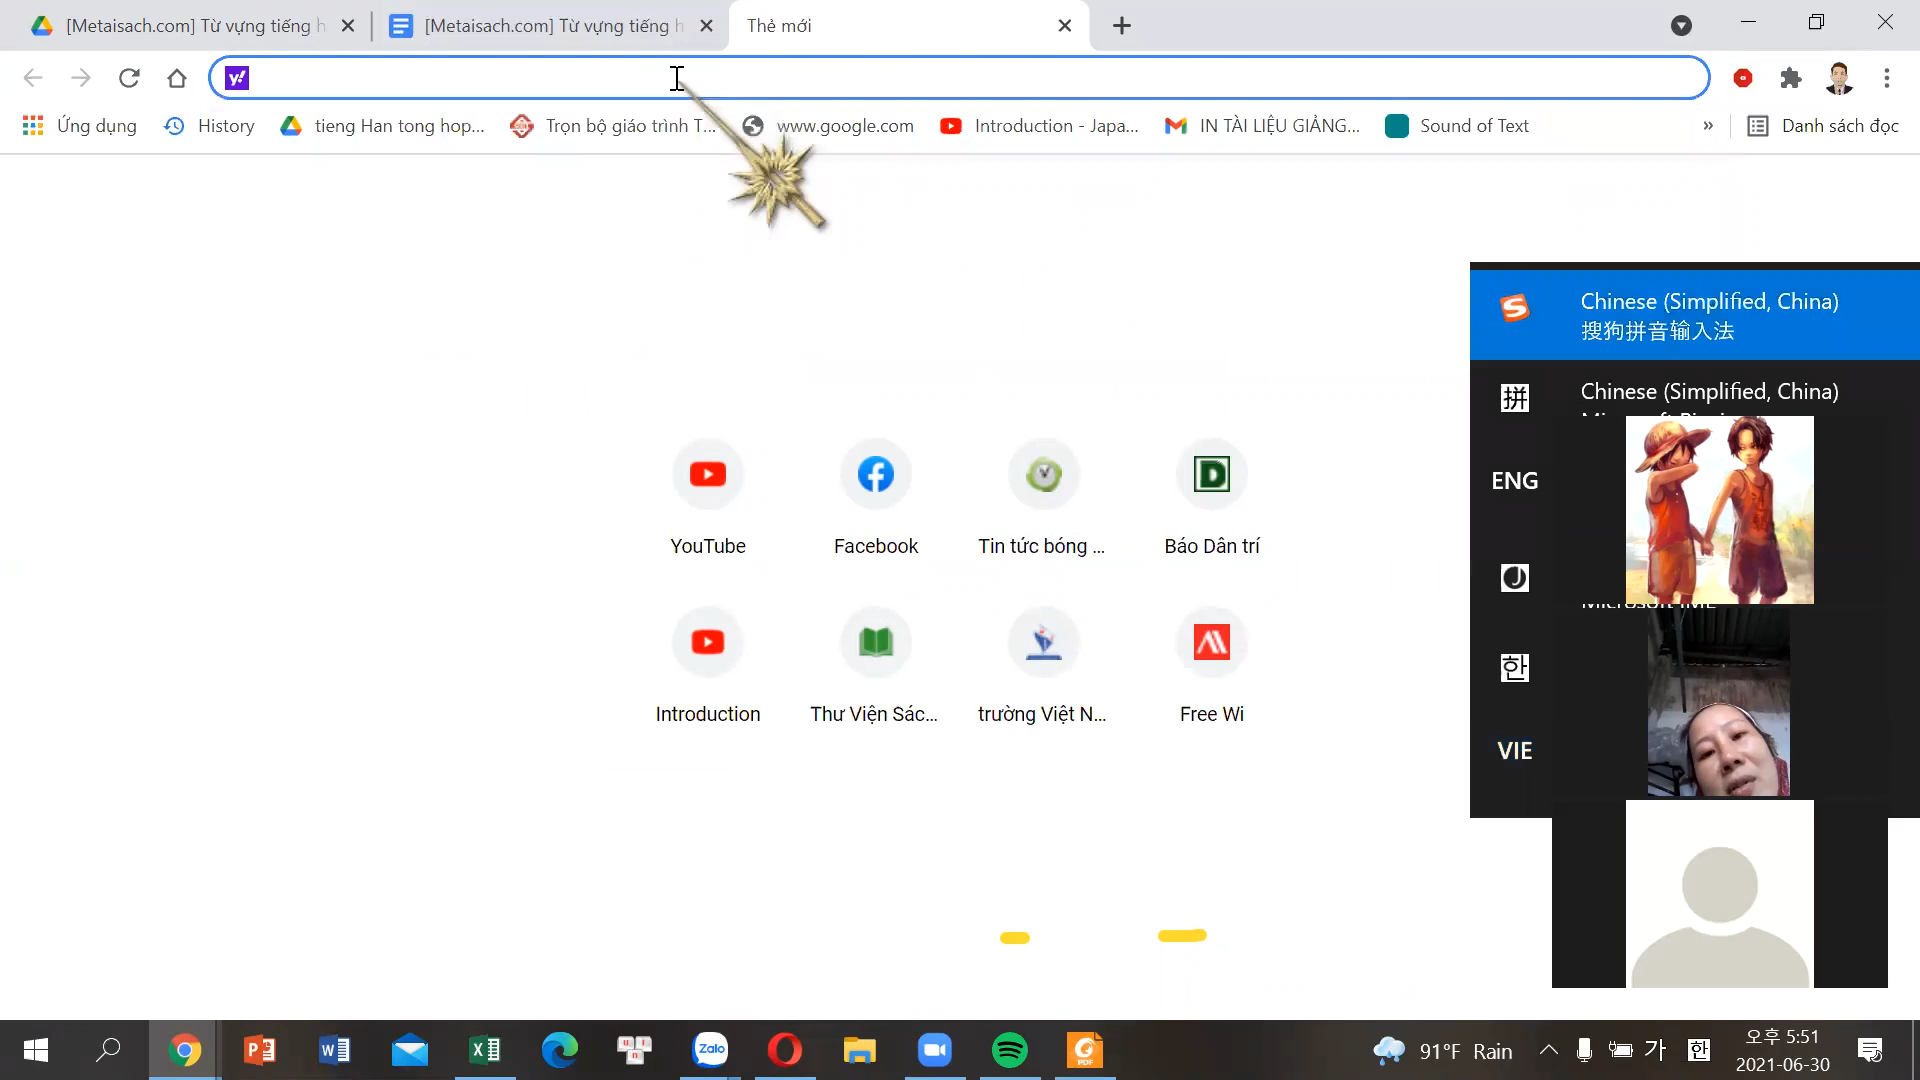 [Metaisach.com] Từ vựng tiếng h
[Metaisach.com] Từ vựng tiếng h
Thẻ mới
y!
Ứng dụng
History
tieng Han tong hop...
Trọn bộ giáo trình T...
www.google.com
Introduction - Japa...
IN TÀI LIỆU GIẢNG...
Sound of Text
»
Danh sách đọc
Chinese (Simplified, China)
搜狗拼音输入法
拼
Chinese (Simplified, China)
ENG
J
Microsoft IME
한
VIE
YouTube
Facebook
Tin tức bóng ...
Báo Dân trí
Introduction
Thư Viện Sác...
trường Việt N...
Free Wi
Zalo
91°F Rain
가
한
오후 5:51
2021-06-30